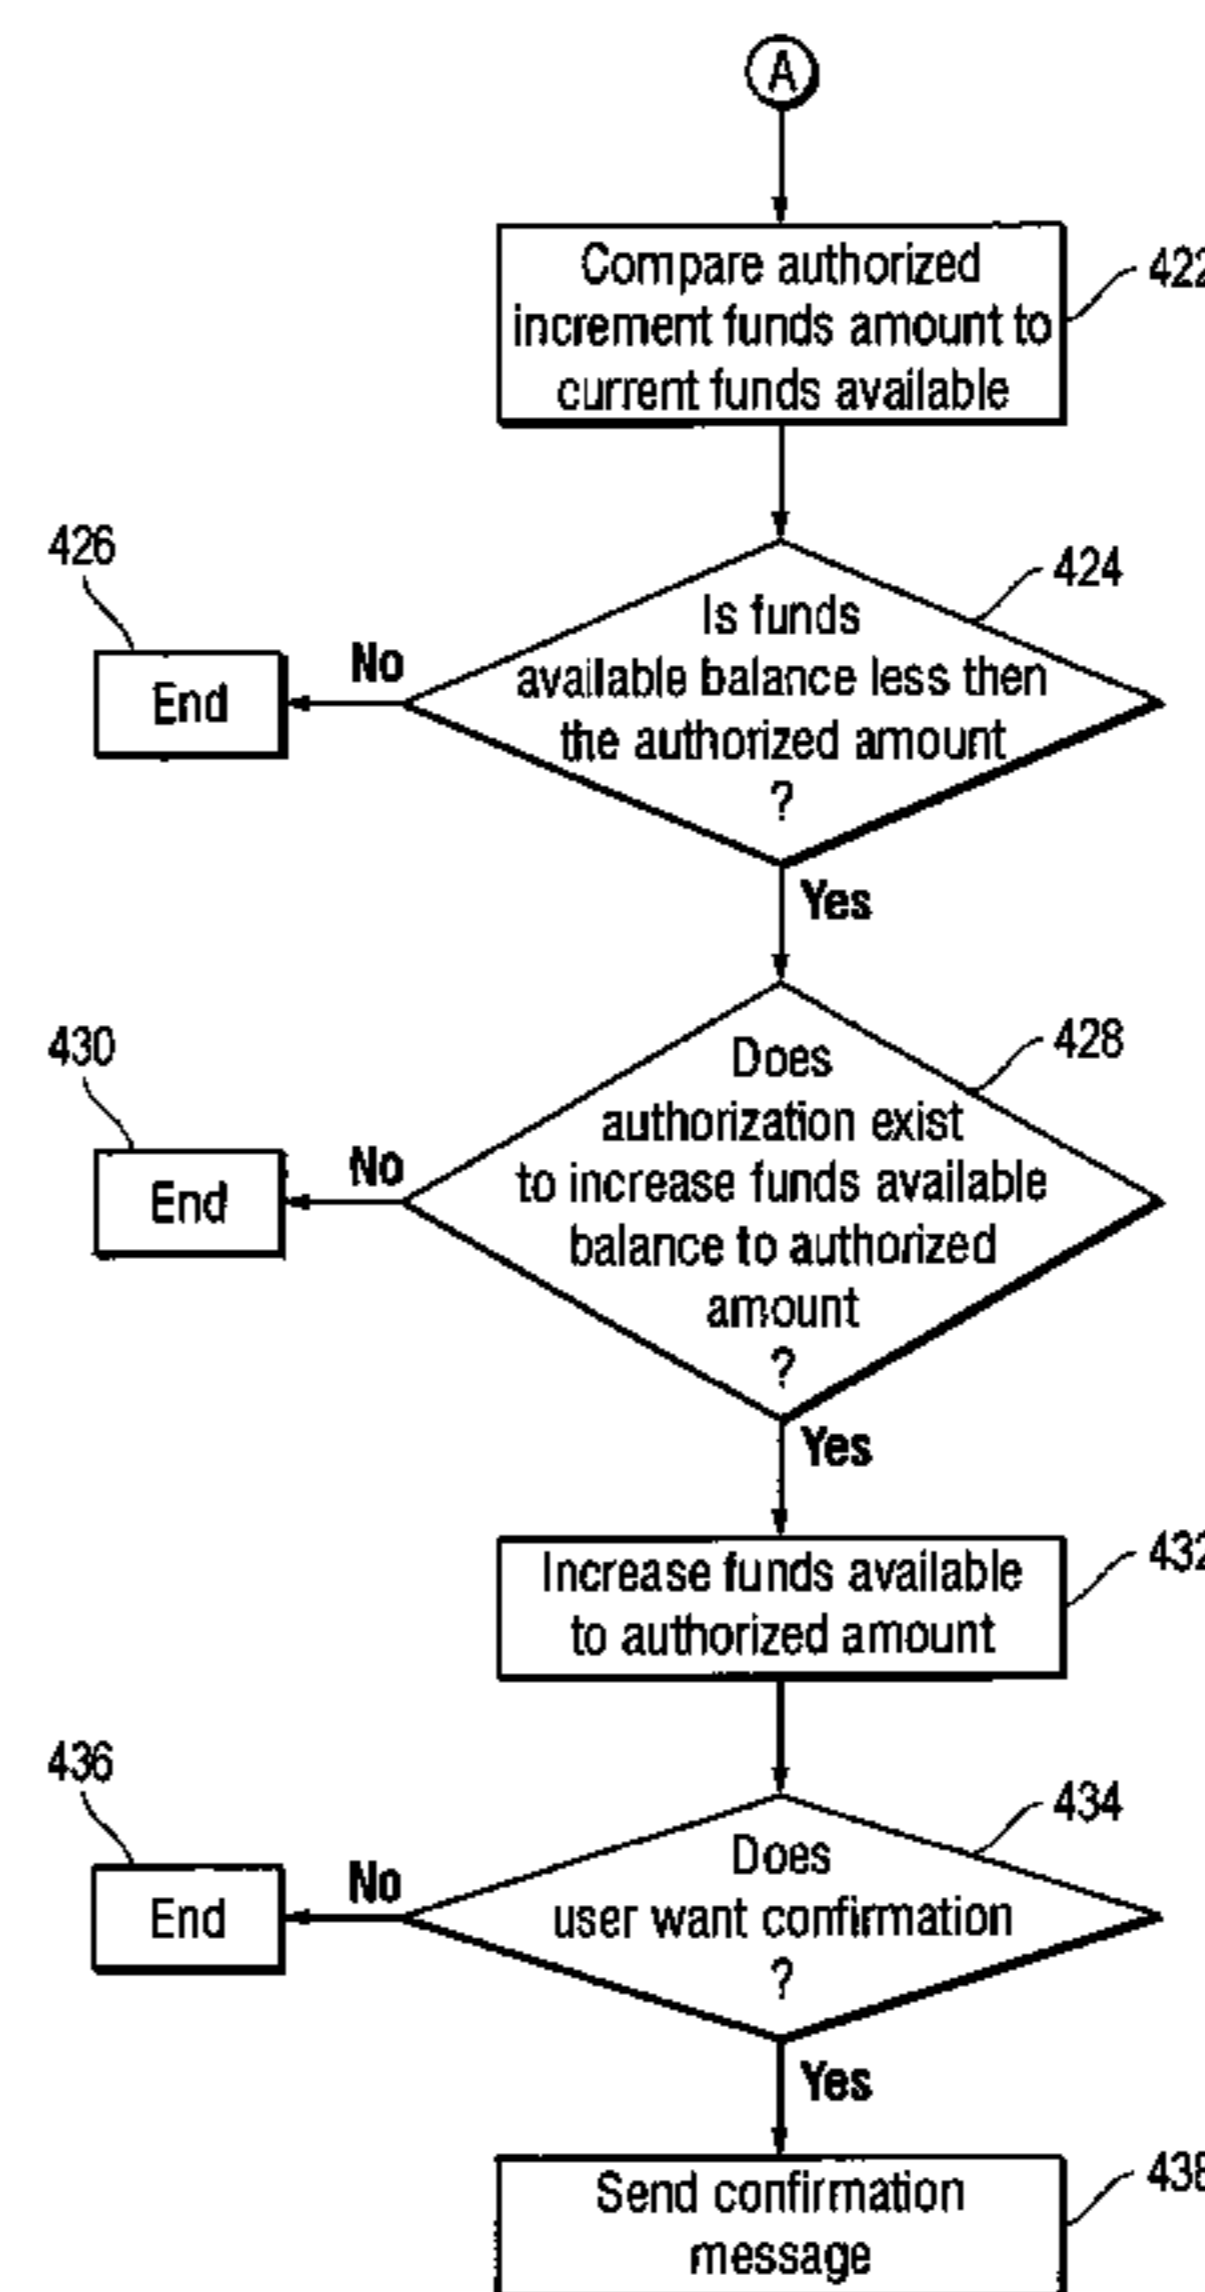 A
Compare authorized
increment funds amount to
current funds available
422
426
424
Is funds
available balance less then
the authorized amount
?
No
End
Yes
430
428
Does
authorization exist
to increase funds available
balance to authorized
amount
?
No
End
Yes
Increase funds available
to authorized amount
432
436
434
Does
user want confirmation
?
No
End
Yes
Send confirmation
message
438